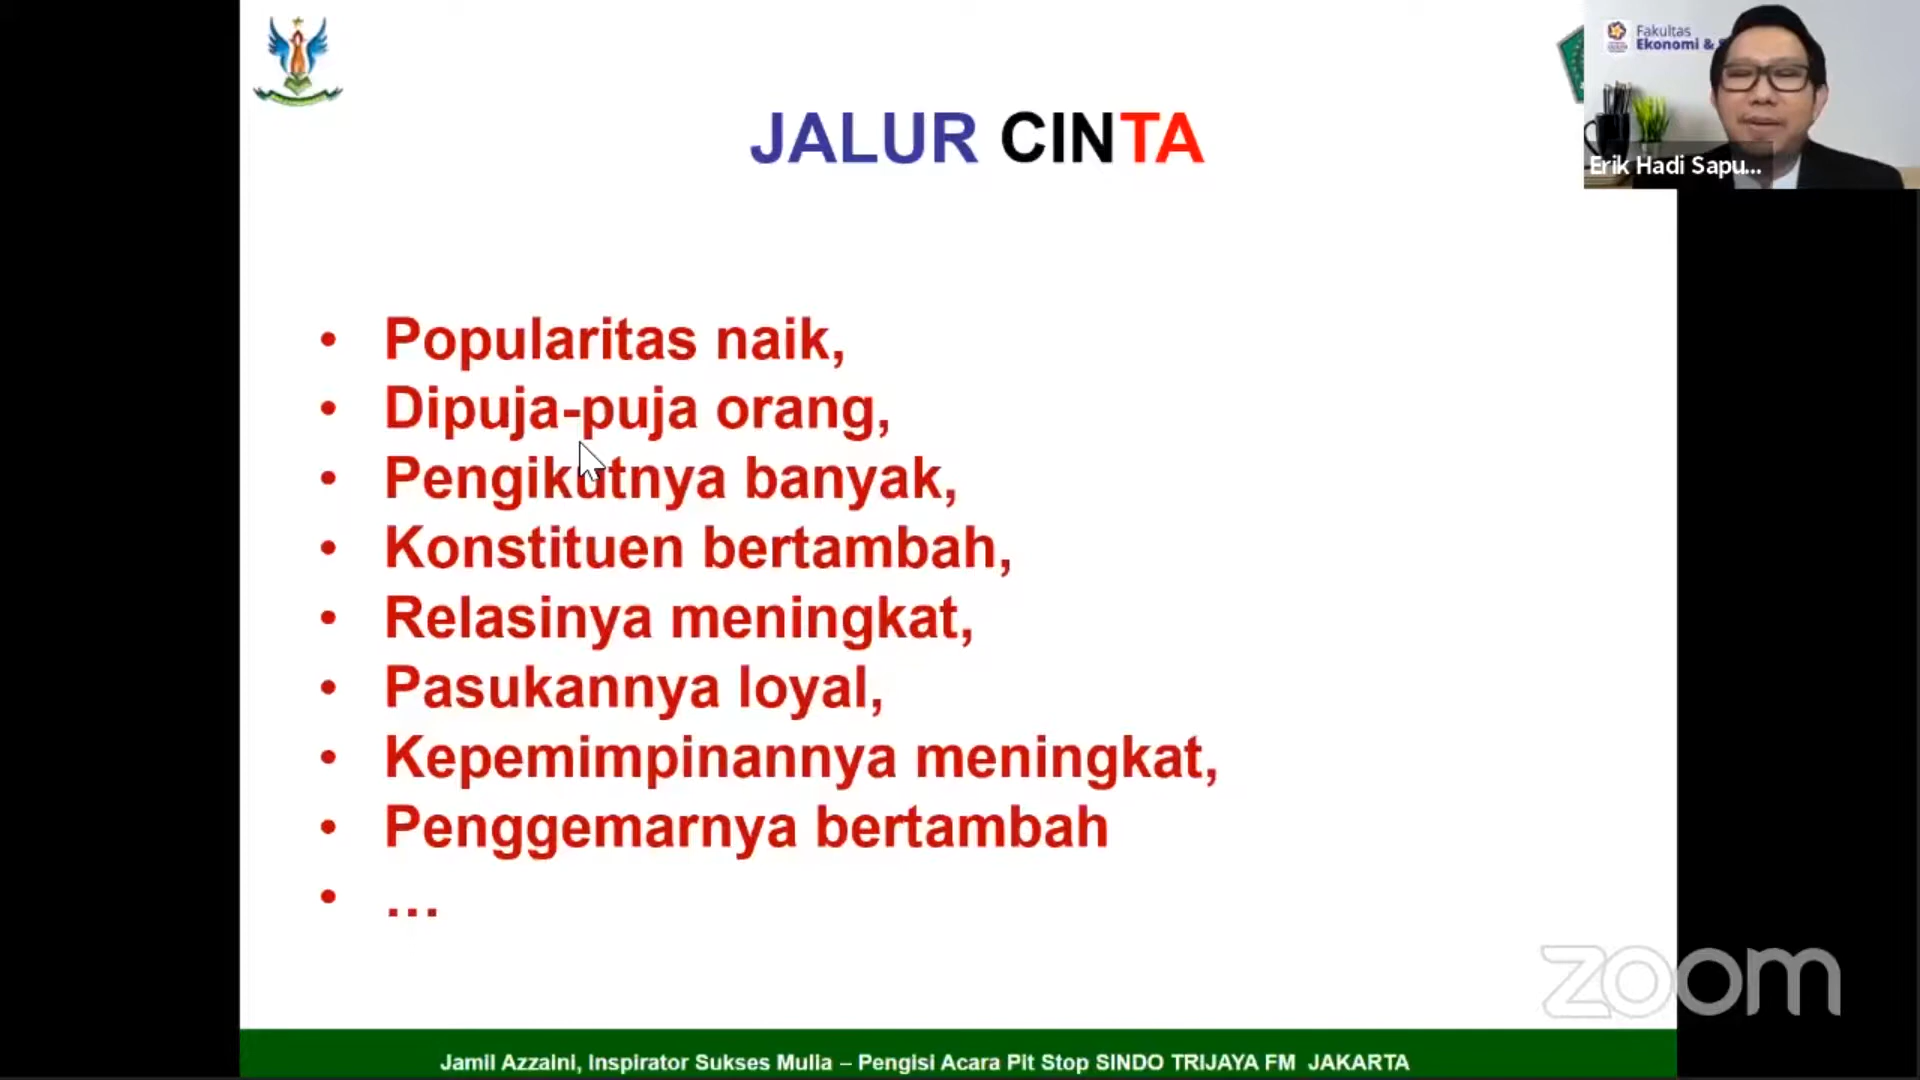 Fakultas
Ekonomi &
JALUR CINTA
Erik Hadi Sapu...
• Popularitas naik,
• Dipuja-puja orang,
• Pengikutnya banyak,
• Konstituen bertambah,
• Relasinya meningkat,
• Pasukannya loyal,
• Kepemimpinannya meningkat,
• Penggemarnya bertambah
• ...
zoom
Jamil Azzaini, Inspirator Sukses Mulia – Pengisi Acara Pit Stop SINDO TRIJAYA FM JAKARTA